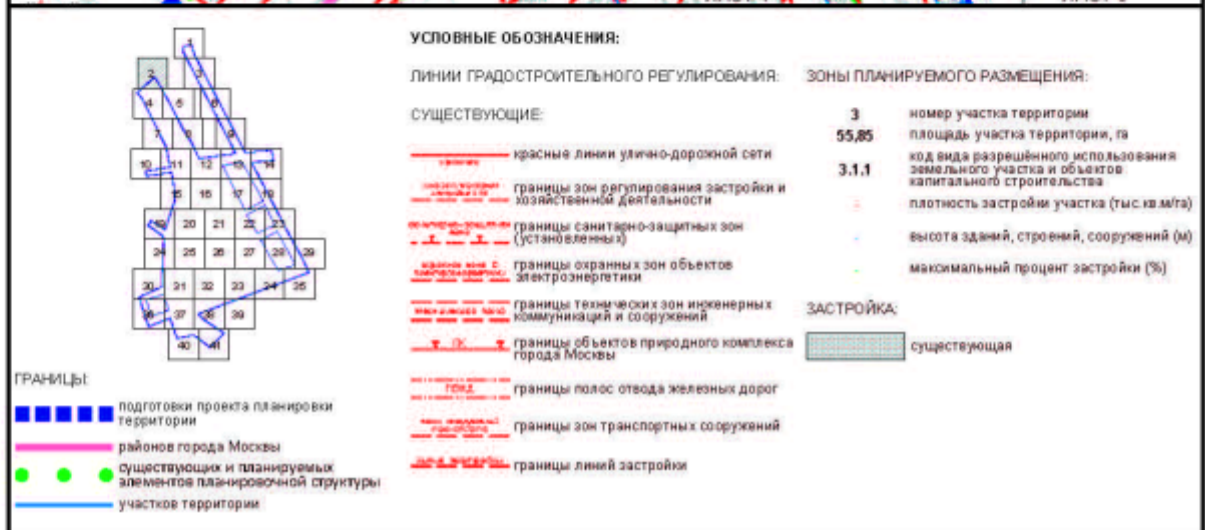 1
2 3
4 5 6
7 8 9
10 11 12 13 14
15 16 17 18
19 20 21 22 23
24 25 26 27 28 29
30 31 32 33 34 35
36 37 38 39
40 41
ГРАНИЦЫ:
подготовки проекта планировки
территории
районов города Москвы
существующих и планируемых
элементов планировочной структуры
участков территории
УСЛОВНЫЕ ОБОЗНАЧЕНИЯ:
ЛИНИИ ГРАДОСТРОИТЕЛЬНОГО РЕГУЛИРОВАНИЯ:
СУЩЕСТВУЮЩИЕ:
красные линии улично-дорожной сети
границы зон регулирования застройки и
хозяйственной деятельности
границы санитарно-защитных зон
(установленных)
границы охранных зон объектов
электроэнергетики
границы технических зон инженерных
коммуникаций и сооружений
ПК
границы объектов природного комплекса
города Москвы
границы полос отвода железных дорог
границы зон транспортных сооружений
границы линий застройки
ЗОНЫ ПЛАНИРУЕМОГО РАЗМЕЩЕНИЯ:
3 номер участка территории
55,85 площадь участка территории, га
3.1.1 код вида разрешённого использования
земельного участка и объектов
капитального строительства
плотность застройки участка (тыс.кв.м/га)
высота зданий, строений, сооружений (м)
максимальный процент застройки (%)
ЗАСТРОЙКА:
существующая